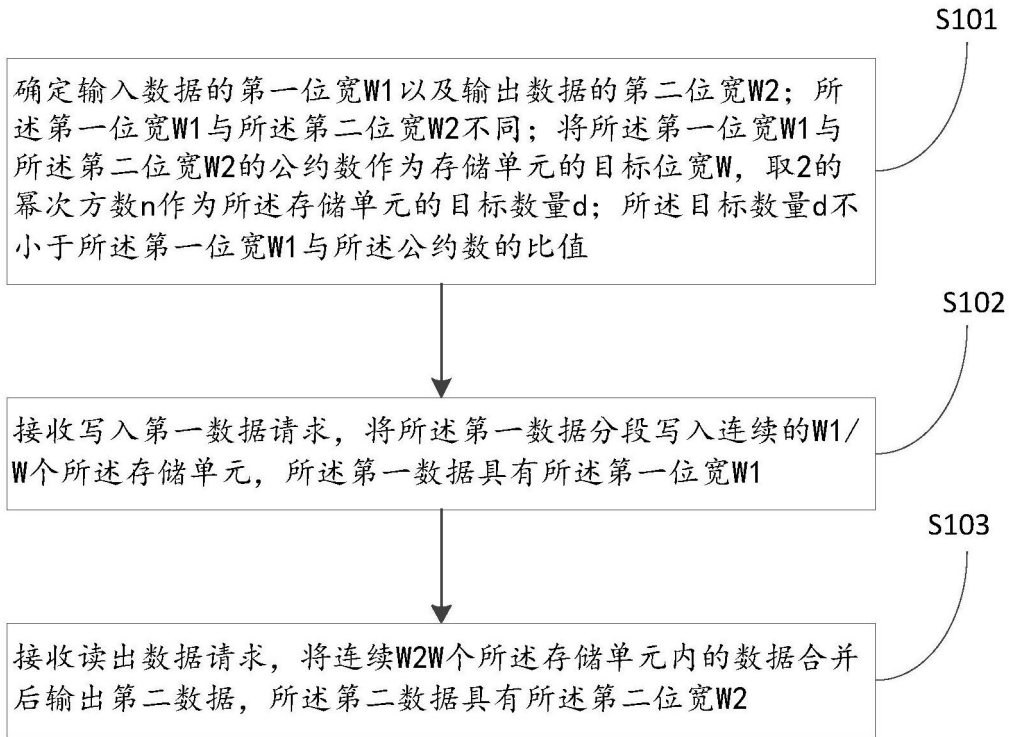 S101
确定输入数据的第一位宽W1以及输出数据的第二位宽W2；所
述第一位宽W1与所述第二位宽W2不同；将所述第一位宽W1与
所述第二位宽W2的公约数作为存储单元的目标位宽W，取2的
幂次方数n作为所述存储单元的目标数量d；所述目标数量d不
小于所述第一位宽W1与所述公约数的比值
S102
接收写入第一数据请求，将所述第一数据分段写入连续的W1/
W个所述存储单元，所述第一数据具有所述第一位宽W1
S103
接收读出数据请求，将连续W2W个所述存储单元内的数据合并
后输出第二数据，所述第二数据具有所述第二位宽W2